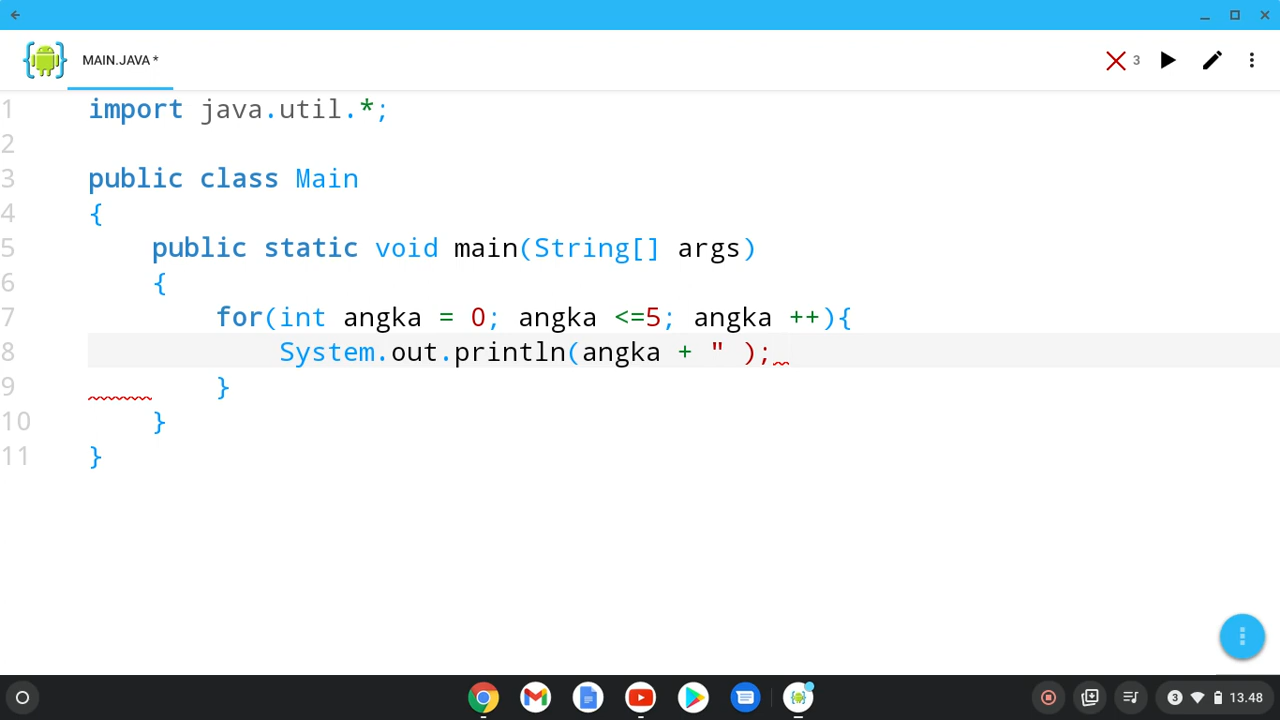 MAIN.JAVA *
3
1 import java.util.*;
2
3 public class Main
4 {
5 public static void main(String[] args)
6 {
7 for(int angka = 0; angka <=5; angka ++){
8 System.out.println(angka + " );
9 }
10 }
11 }
3 13.48